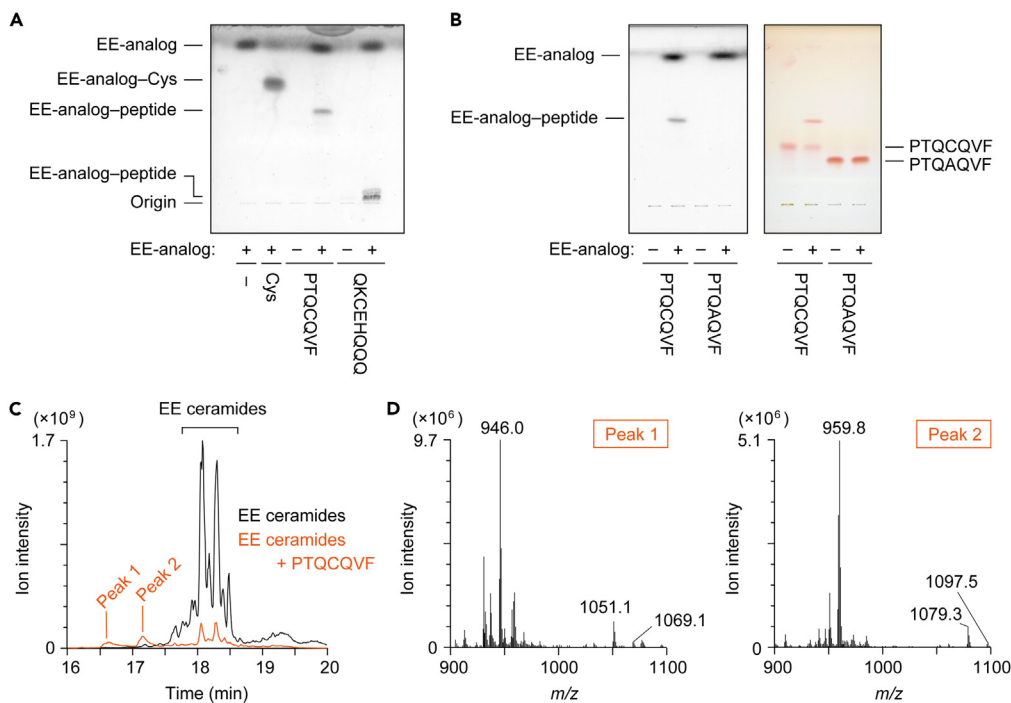 A
EE-analog
EE-analog–Cys
EE-analog–peptide
EE-analog–peptide
Origin
EE-analog: + + − + − +
– Cys PTQCQVF QKCEHQQQ
B
EE-analog
EE-analog–peptide
PTQCQVF
PTQAQVF
EE-analog: − + − + − + − +
PTQCQVF PTQAQVF PTQCQVF PTQAQVF
C
(×10⁹)
EE ceramides
1.7
EE ceramides
EE ceramides
+ PTQCQVF
Peak 1
Peak 2
Ion intensity
0
16 17 18 19 20
Time (min)
D
(×10⁶)
946.0
Peak 1
9.7
Ion intensity
1051.1
1069.1
0
900 1000 1100
m/z
(×10⁶)
959.8
Peak 2
5.1
Ion intensity
1097.5
1079.3
0
900 1000 1100
m/z